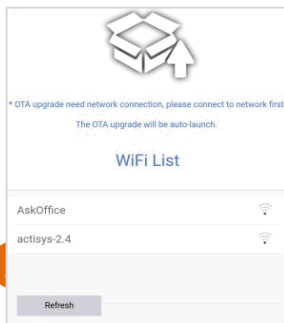 * OTA upgrade need network connection, please connect to network first
The OTA upgrade will be auto-launch.
WiFi List
AskOffice
actisys-2.4
Refresh